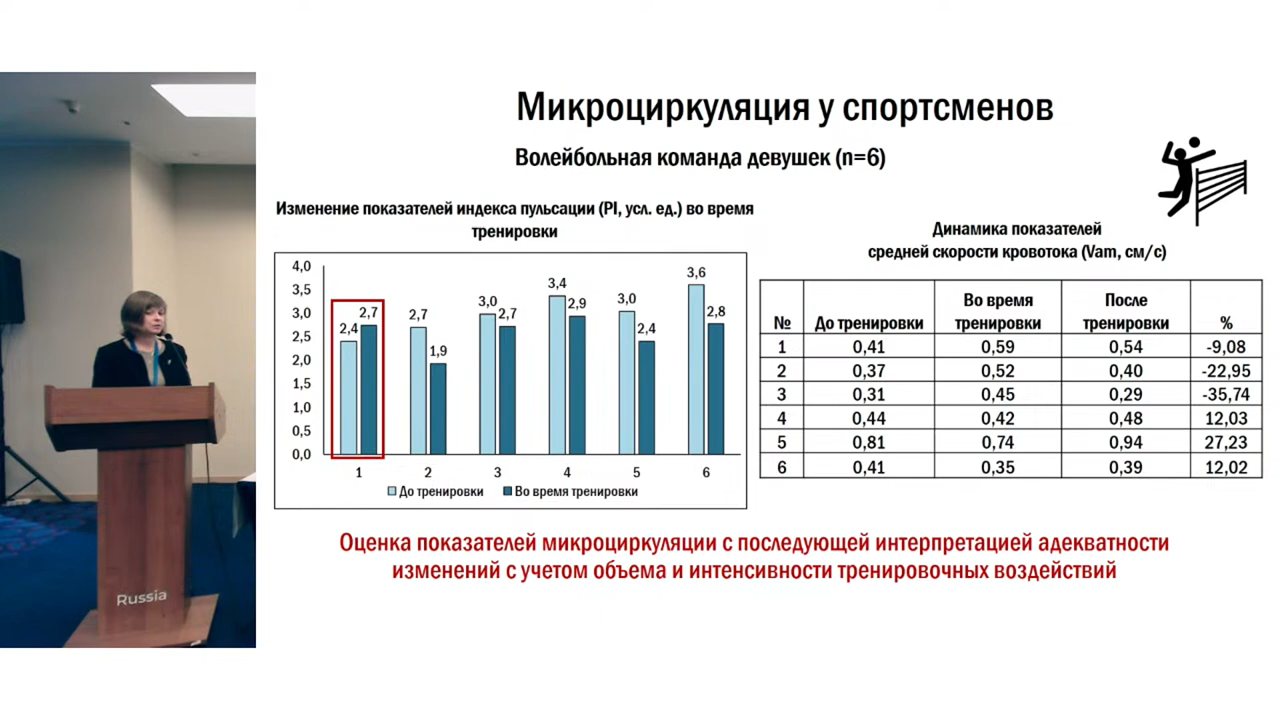 Микроциркуляция у спортсменов
Волейбольная команда девушек (n=6)
Изменение показателей индекса пульсации (PI, усл. ед.) во время
тренировки
4,0
3,5
3,0
2,5
2,0
1,5
1,0
0,5
0,0
2,4 2,7 2,7 1,9 3,0 2,7 3,4 2,9 3,0 2,4 3,6 2,8
1 2 3 4 5 6
До тренировки Во время тренировки
Динамика показателей
средней скорости кровотока (Vam, см/с)
№ До тренировки Во время тренировки После тренировки %
1 0,41 0,59 0,54 -9,08
2 0,37 0,52 0,40 -22,95
3 0,31 0,45 0,29 -35,74
4 0,44 0,42 0,48 12,03
5 0,81 0,74 0,94 27,23
6 0,41 0,35 0,39 12,02
Оценка показателей микроциркуляции с последующей интерпретацией адекватности
изменений с учетом объема и интенсивности тренировочных воздействий
Russia